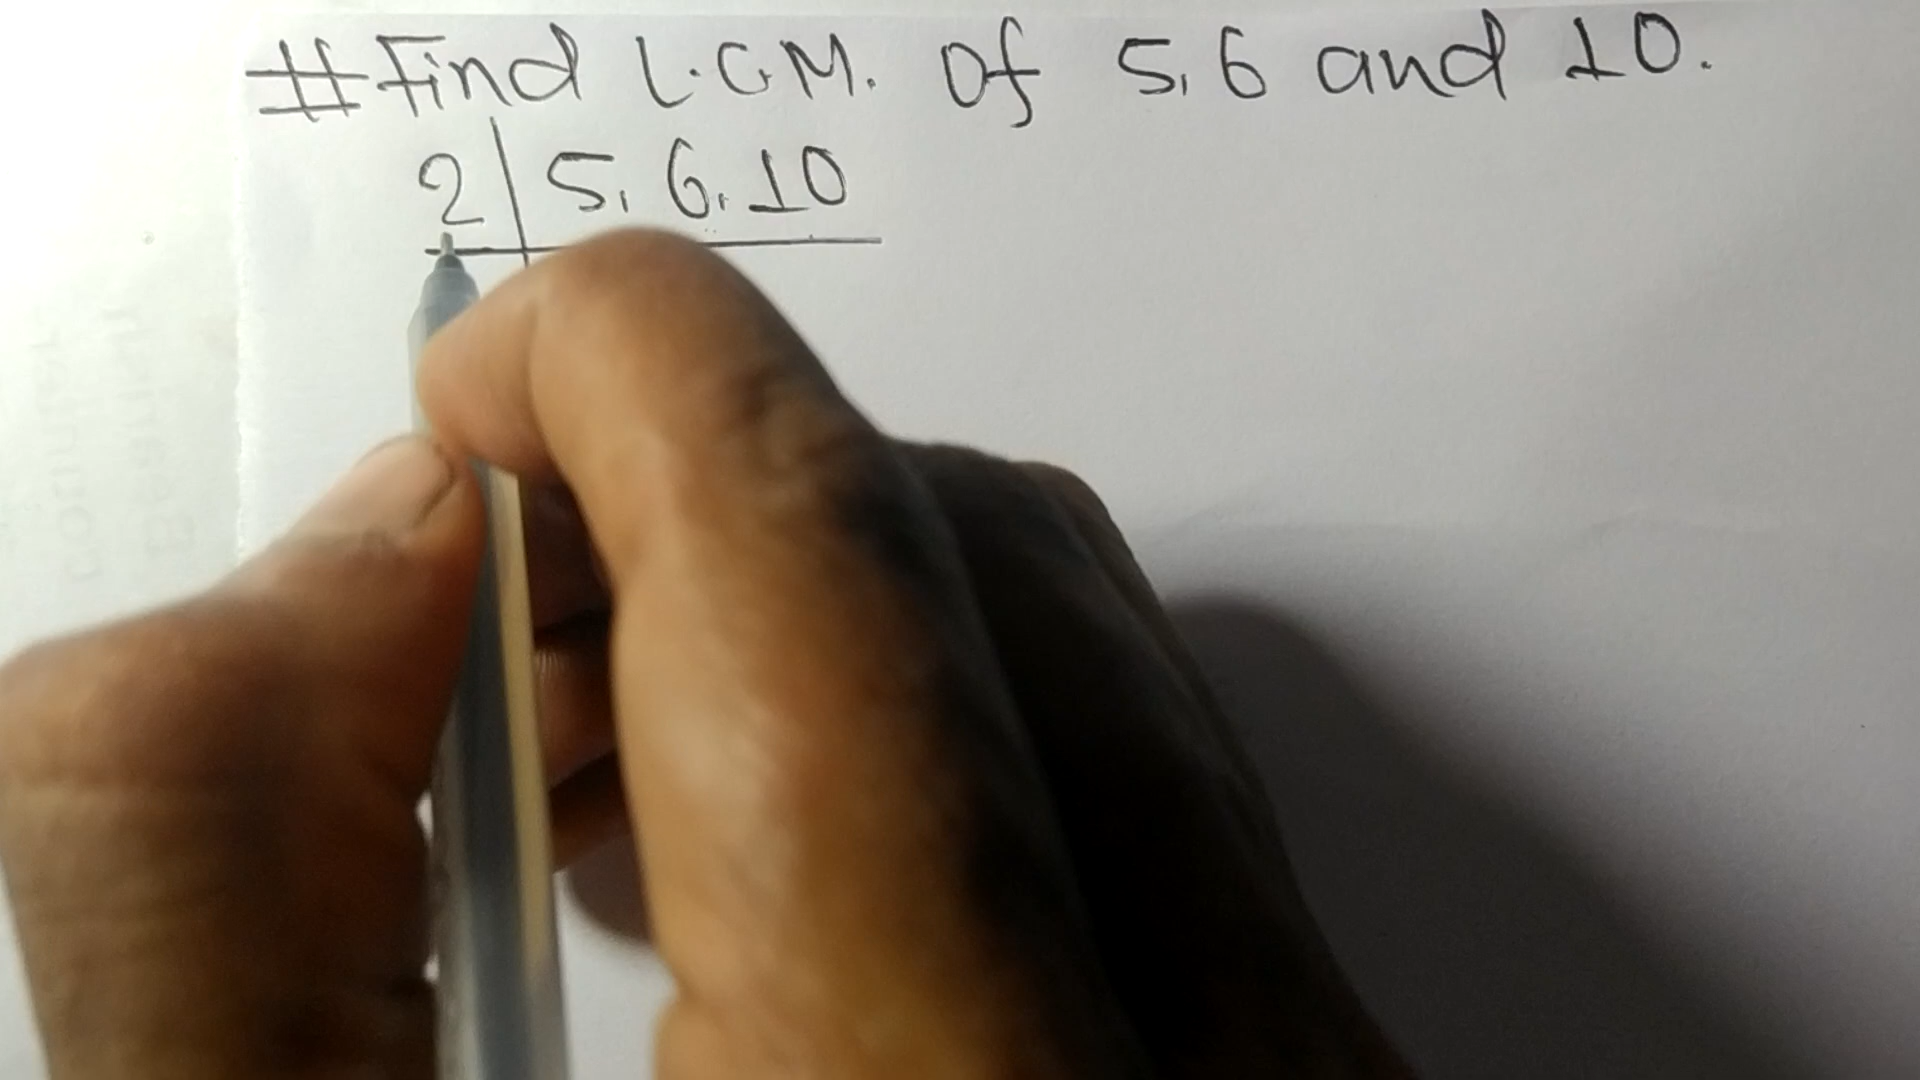 # Find L.C.M. Of 5, 6 and 10.
2 | 5, 6, 10